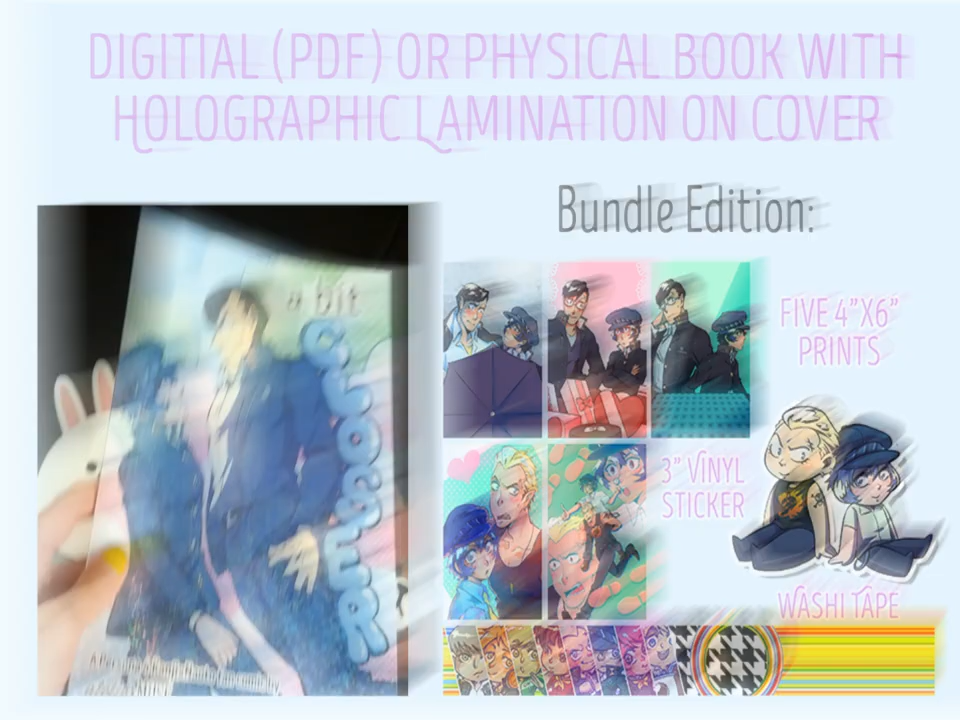 DIGITIAL (PDF) OR PHYSICAL BOOK WITH
HOLOGRAPHIC LAMINATION ON COVER
Bundle Edition:
a bit
CLOSER
FIVE 4”X6”
PRINTS
3” VINYL
STICKER
WASHI TAPE